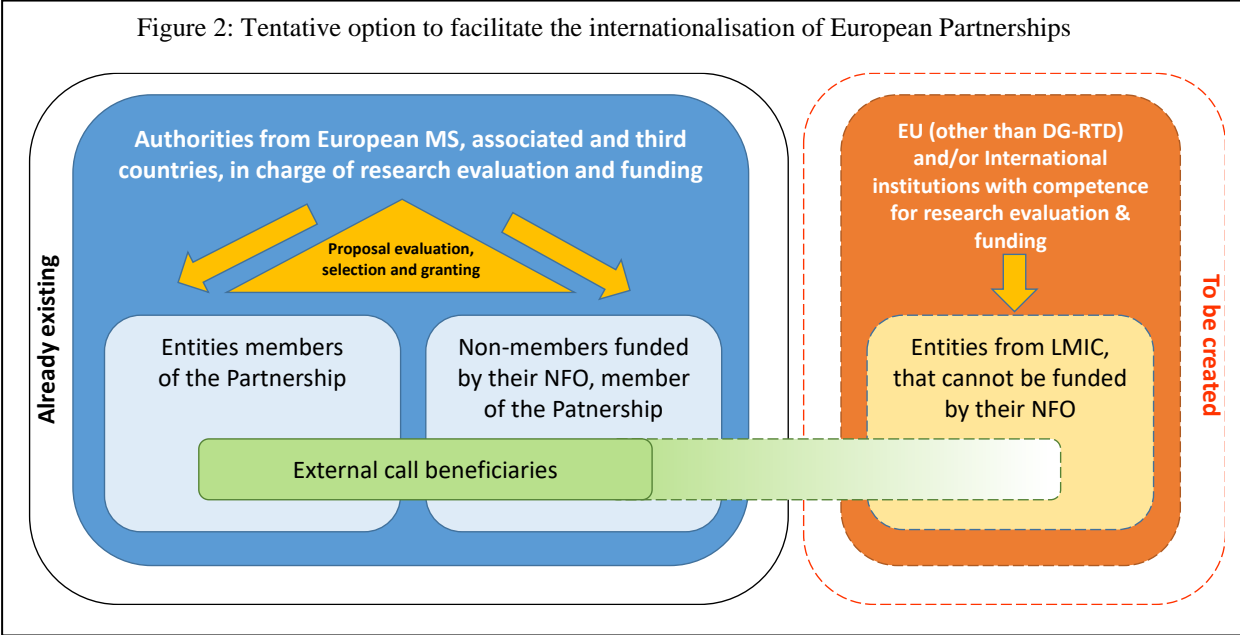 Figure 2: Tentative option to facilitate the internationalisation of European Partnerships
Already existing
Authorities from European MS, associated and third
countries, in charge of research evaluation and funding
Proposal evaluation,
selection and granting
Entities members
of the Partnership
Non-members funded
by their NFO, member
of the Patnership
External call beneficiaries
EU (other than DG-RTD)
and/or International
institutions with competence
for research evaluation &
funding
Entities from LMIC,
that cannot be funded
by their NFO
To be created